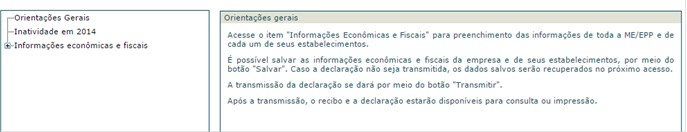 Orientações Gerais
Inatividade em 2014
Informações econômicas e fiscais
Orientações gerais
Acesse o item "Informações Econômicas e Fiscais" para preenchimento das informações de toda a ME/EPP e de
cada um de seus estabelecimentos.
É possível salvar as informações econômicas e fiscais da empresa e de seus estabelecimentos, por meio do
botão "Salvar". Caso a declaração não seja transmitida, os dados salvos serão recuperados no próximo acesso.
A transmissão da declaração se dará por meio do botão "Transmitir".
Após a transmissão, o recibo e a declaração estarão disponíveis para consulta ou impressão.